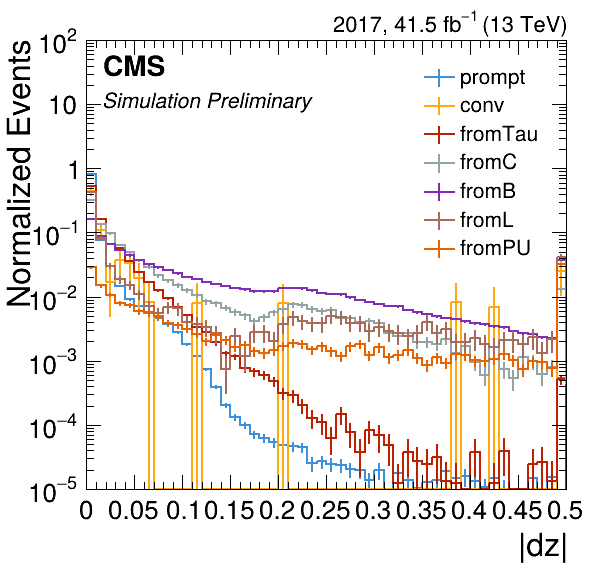 2017, 41.5 fb⁻¹ (13 TeV)
CMS
Simulation Preliminary
prompt
conv
fromTau
fromC
fromB
fromL
fromPU
Normalized Events
10²
10
1
10⁻¹
10⁻²
10⁻³
10⁻⁴
10⁻⁵
0 0.05 0.1 0.15 0.2 0.25 0.3 0.35 0.4 0.45 0.5
|dz|